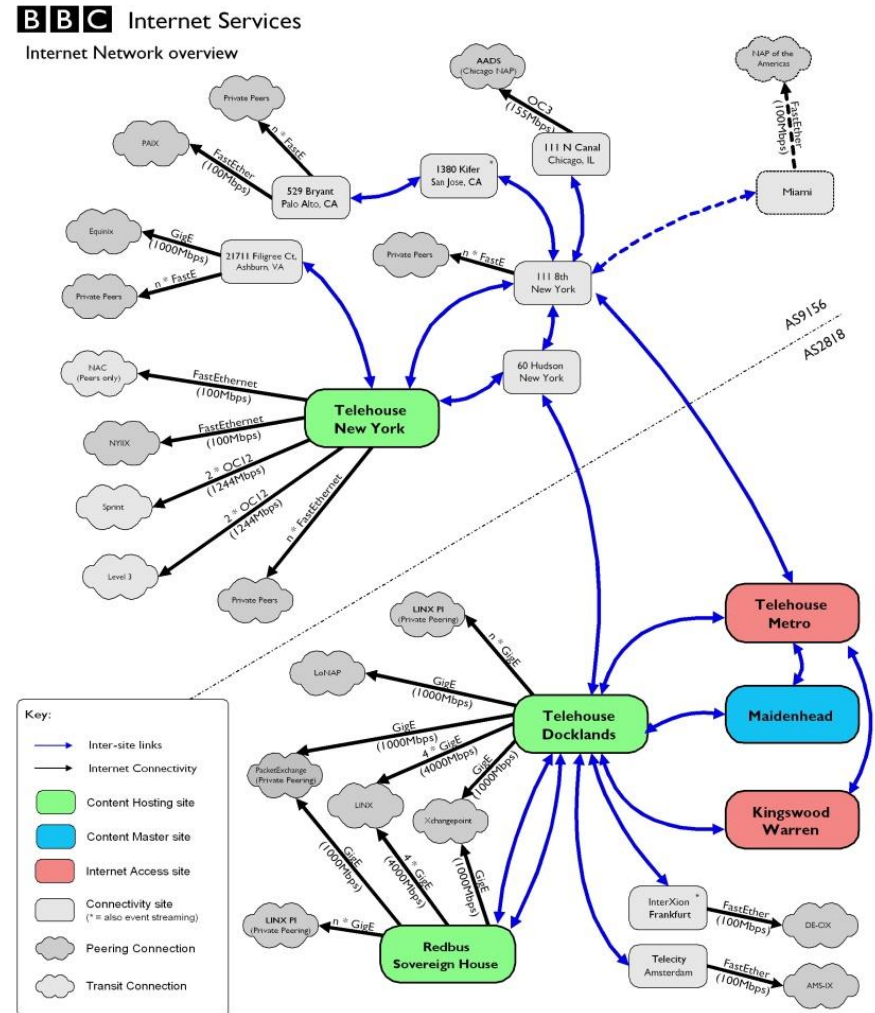 BBC Internet Services
Internet Network overview
AADS
(Chicago NAP)
NAP of the
Americas
Private Peers
OC3
(155Mbps)
FastEther
(100Mbps)
PAIX
n * FastE
FastEther
(100Mbps)
111 N Canal
Chicago, IL
1380 Kifer *
San Jose, CA
529 Bryant
Palo Alto, CA
Miami
Equinix
GigE
(1000Mbps)
21711 Filigree Ct,
Ashburn, VA
Private Peers
n * FastE
111 8th
New York
Private Peers
n * FastE
AS9156
AS2818
NAC
(Peers only)
FastEthernet
(100Mbps)
60 Hudson
New York
Telehouse
New York
NYIIX
FastEthernet
(100Mbps)
Sprint
2 * OC12
(1244Mbps)
2 * OC12
(1244Mbps)
n * FastEthernet
Level 3
Private Peers
LINX PI
(Private Peering)
n * GigE
Telehouse
Metro
LoNAP
GigE
(1000Mbps)
Telehouse
Docklands
Maidenhead
GigE
(1000Mbps)
4 * GigE
(4000Mbps)
GigE
(1000Mbps)
PacketExchange
(Private Peering)
LINX
Xchangepoint
Kingswood
Warren
GigE
(1000Mbps)
4 * GigE
(4000Mbps)
GigE
(1000Mbps)
InterXion *
Frankfurt
FastEther
(100Mbps)
DE-CIX
LINX PI
(Private Peering)
n * GigE
Redbus
Sovereign House
Telecity
Amsterdam
FastEther
(100Mbps)
AMS-IX
Key:
Inter-site links
Internet Connectivity
Content Hosting site
Content Master site
Internet Access site
Connectivity site
(* = also event streaming)
Peering Connection
Transit Connection